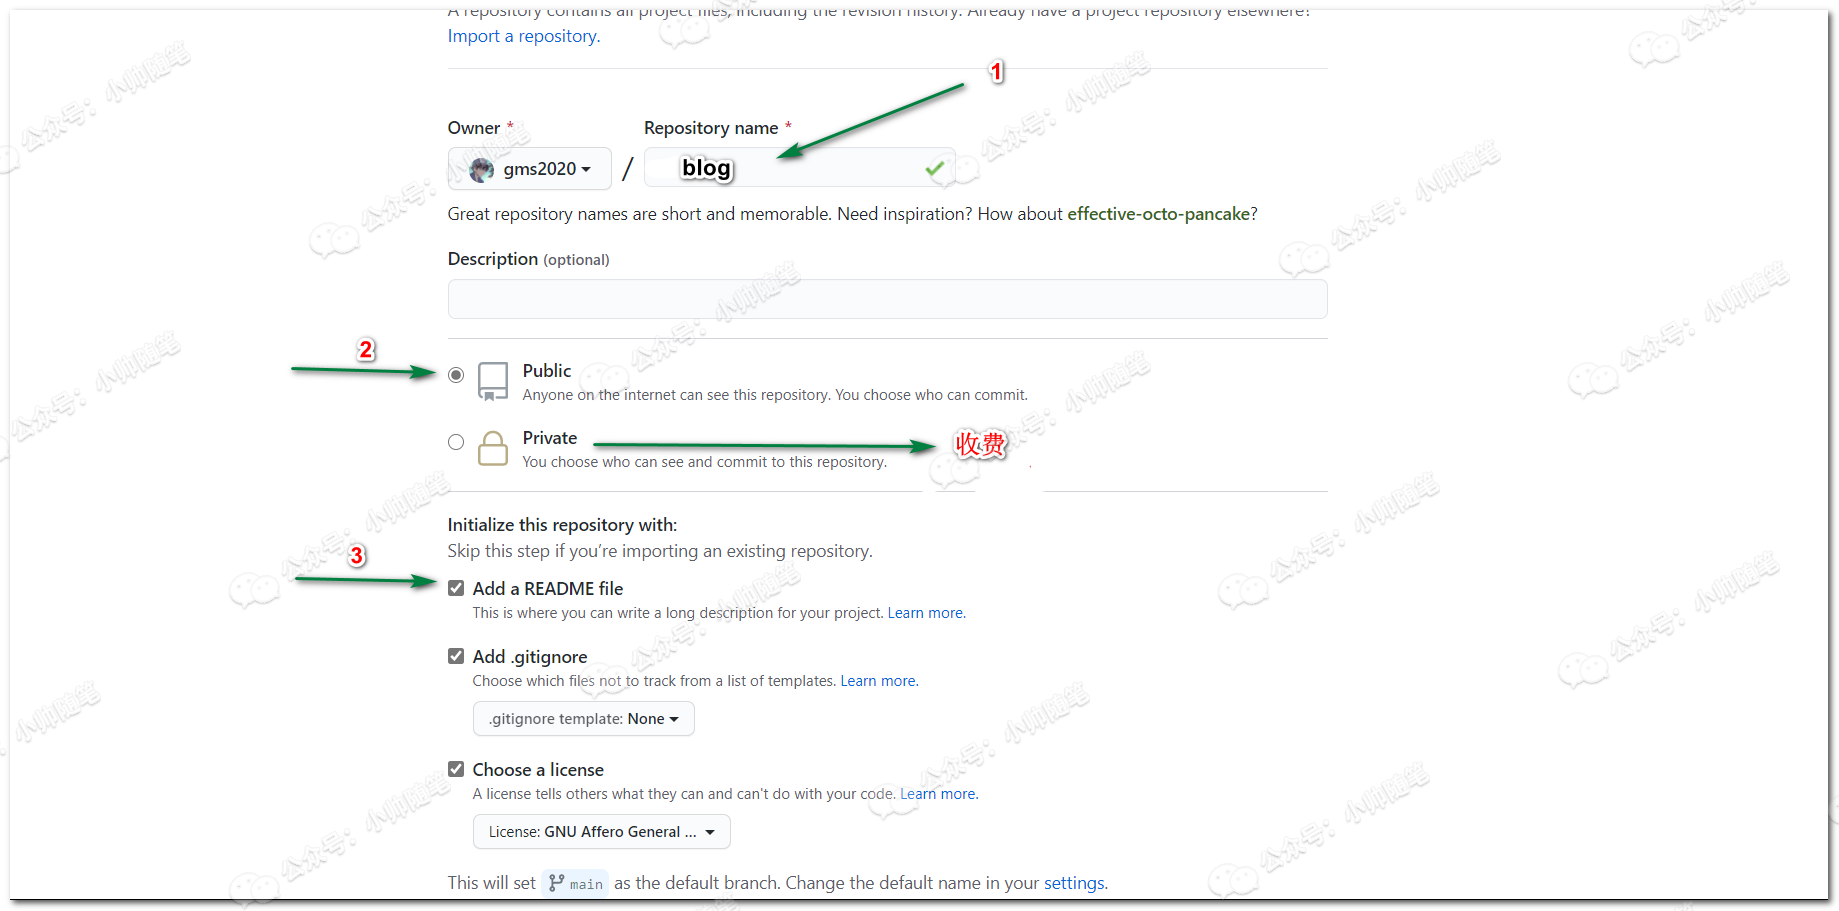 A repository contains all project files, including the revision history. Already have a project repository elsewhere?
Import a repository.
1
Owner *
Repository name *
gms2020
/
blog
Great repository names are short and memorable. Need inspiration? How about effective-octo-pancake?
Description (optional)
2
Public
Anyone on the internet can see this repository. You choose who can commit.
Private
收费
You choose who can see and commit to this repository.
Initialize this repository with:
Skip this step if you’re importing an existing repository.
3
Add a README file
This is where you can write a long description for your project. Learn more.
Add .gitignore
Choose which files not to track from a list of templates. Learn more.
.gitignore template: None
Choose a license
A license tells others what they can and can't do with your code. Learn more.
License: GNU Affero General ...
This will set main as the default branch. Change the default name in your settings.
公众号：小帅随笔